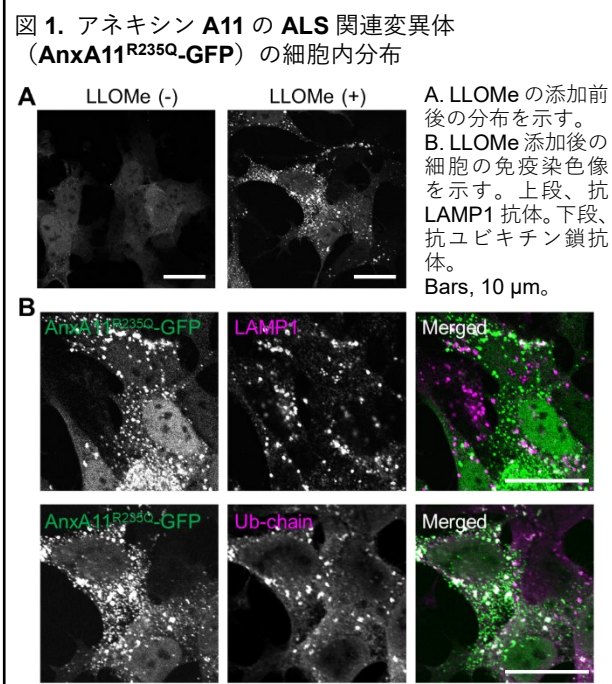 図 1. アネキシン A11 の ALS 関連変異体
（AnxA11R235Q-GFP）の細胞内分布
A
LLOMe (-)
LLOMe (+)
A. LLOMe の添加前
後の分布を示す。
B. LLOMe 添加後の
細胞の免疫染色像
を示す。上段、抗
LAMP1 抗体。下段、
抗ユビキチン鎖抗
体。
Bars, 10 µm。
B
AnxA11R235Q-GFP
LAMP1
Merged
AnxA11R235Q-GFP
Ub-chain
Merged